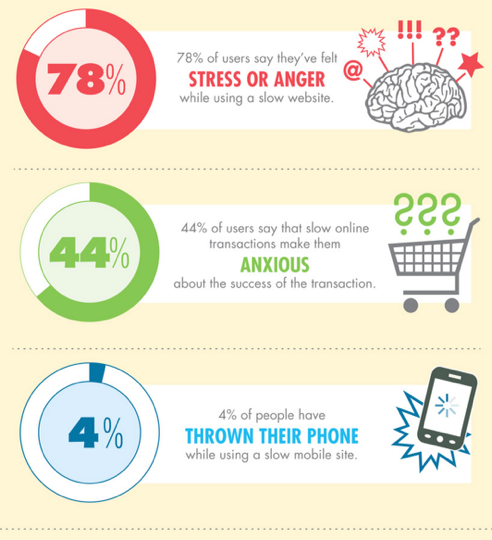 78%
78% of users say they've felt
STRESS OR ANGER
while using a slow website.
@
!!!
??
44%
44% of users say that slow online
transactions make them
ANXIOUS
about the success of the transaction.
???
4%
4% of people have
THROWN THEIR PHONE
while using a slow mobile site.